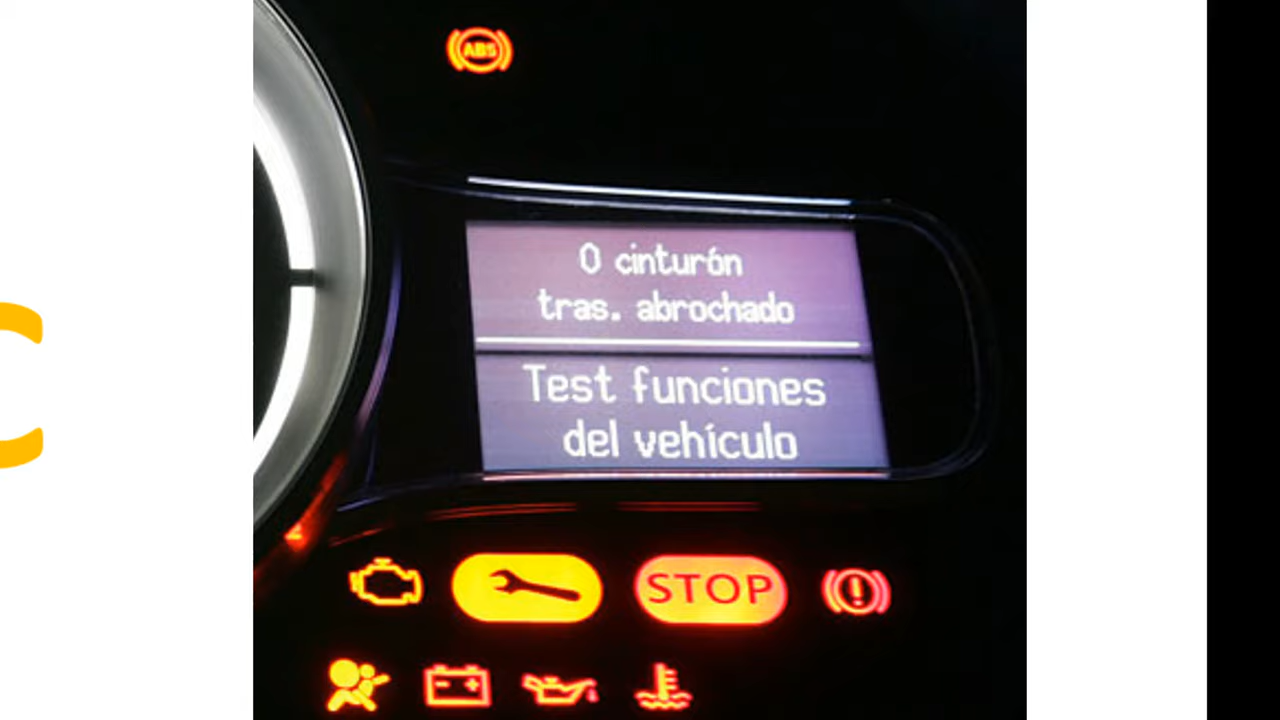 ABS
0 cinturón
tras. abrochado
Test funciones
del vehículo
STOP